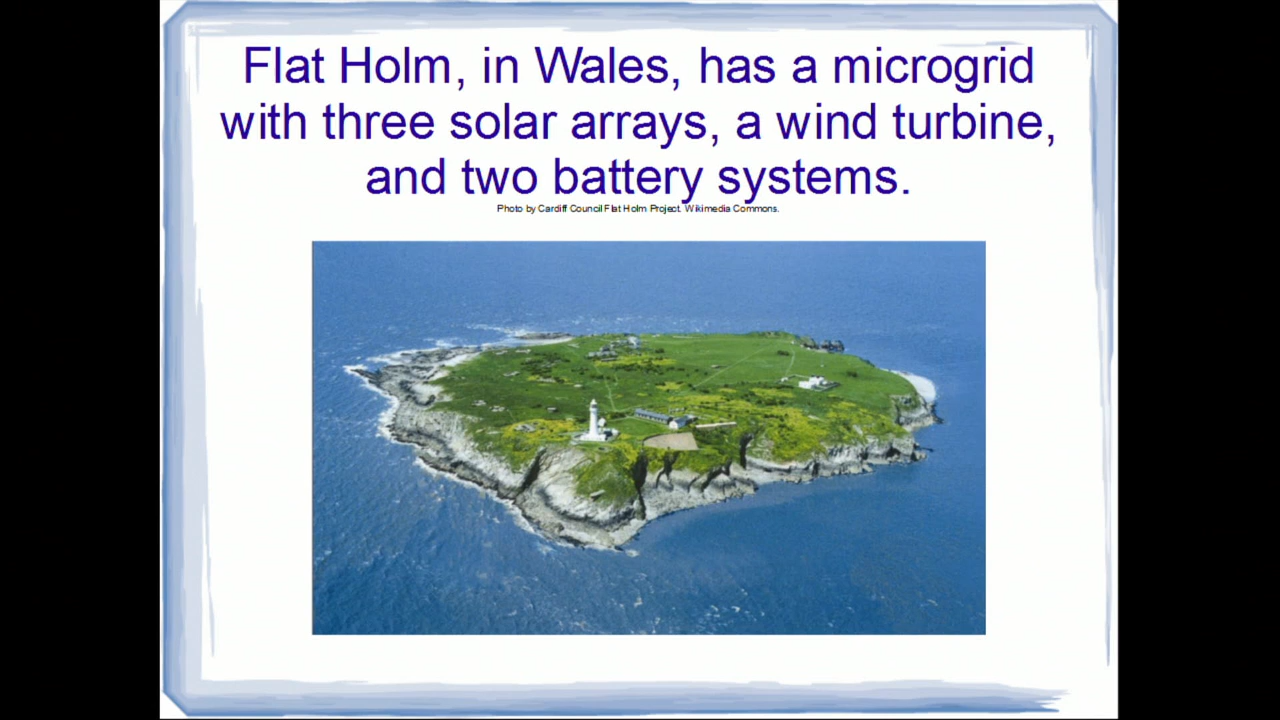 Flat Holm, in Wales, has a microgrid
with three solar arrays, a wind turbine,
and two battery systems.
Photo by Cardiff Council Flat Holm Project. Wikimedia Commons.